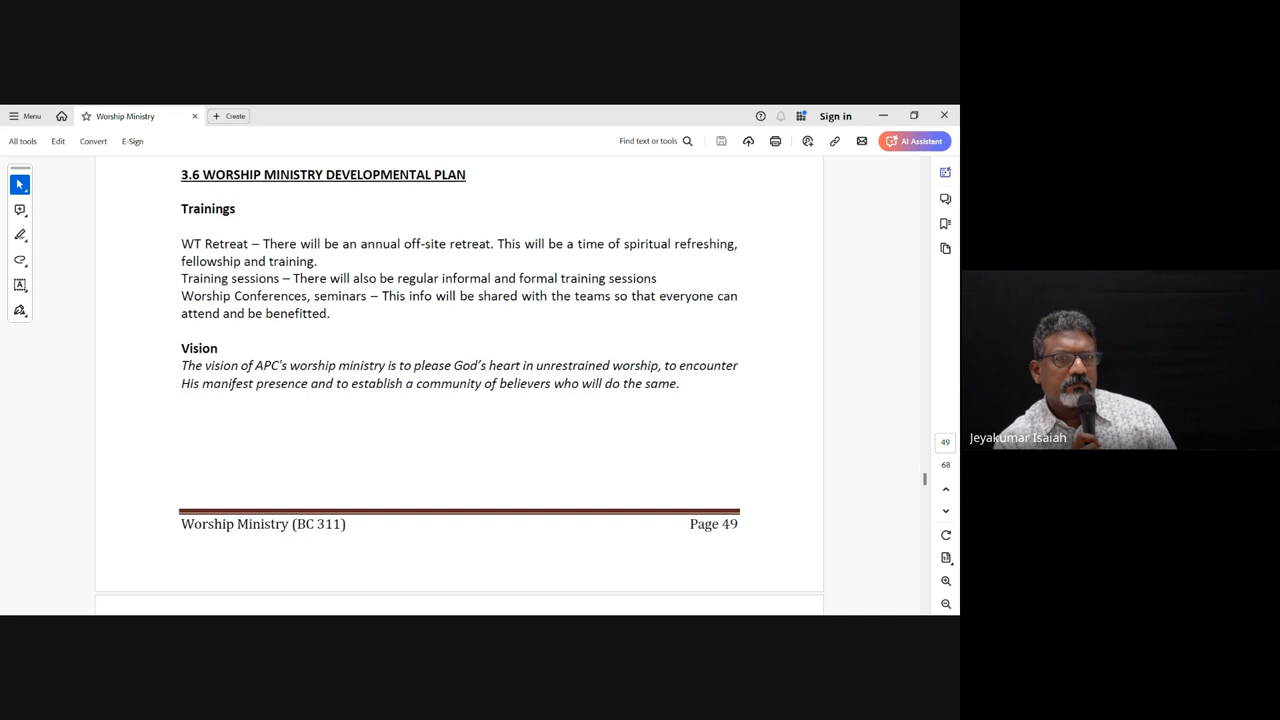 Menu
Worship Ministry
Create
Sign in
All tools
Edit
Convert
E-Sign
Find text or tools
AI Assistant
3.6 WORSHIP MINISTRY DEVELOPMENTAL PLAN
Trainings
WT Retreat – There will be an annual off-site retreat. This will be a time of spiritual refreshing,
fellowship and training.
Training sessions – There will also be regular informal and formal training sessions
Worship Conferences, seminars – This info will be shared with the teams so that everyone can
attend and be benefitted.
Vision
The vision of APC's worship ministry is to please God’s heart in unrestrained worship, to encounter
His manifest presence and to establish a community of believers who will do the same.
Worship Ministry (BC 311)
Page 49
49
68
Jeyakumar Isaiah